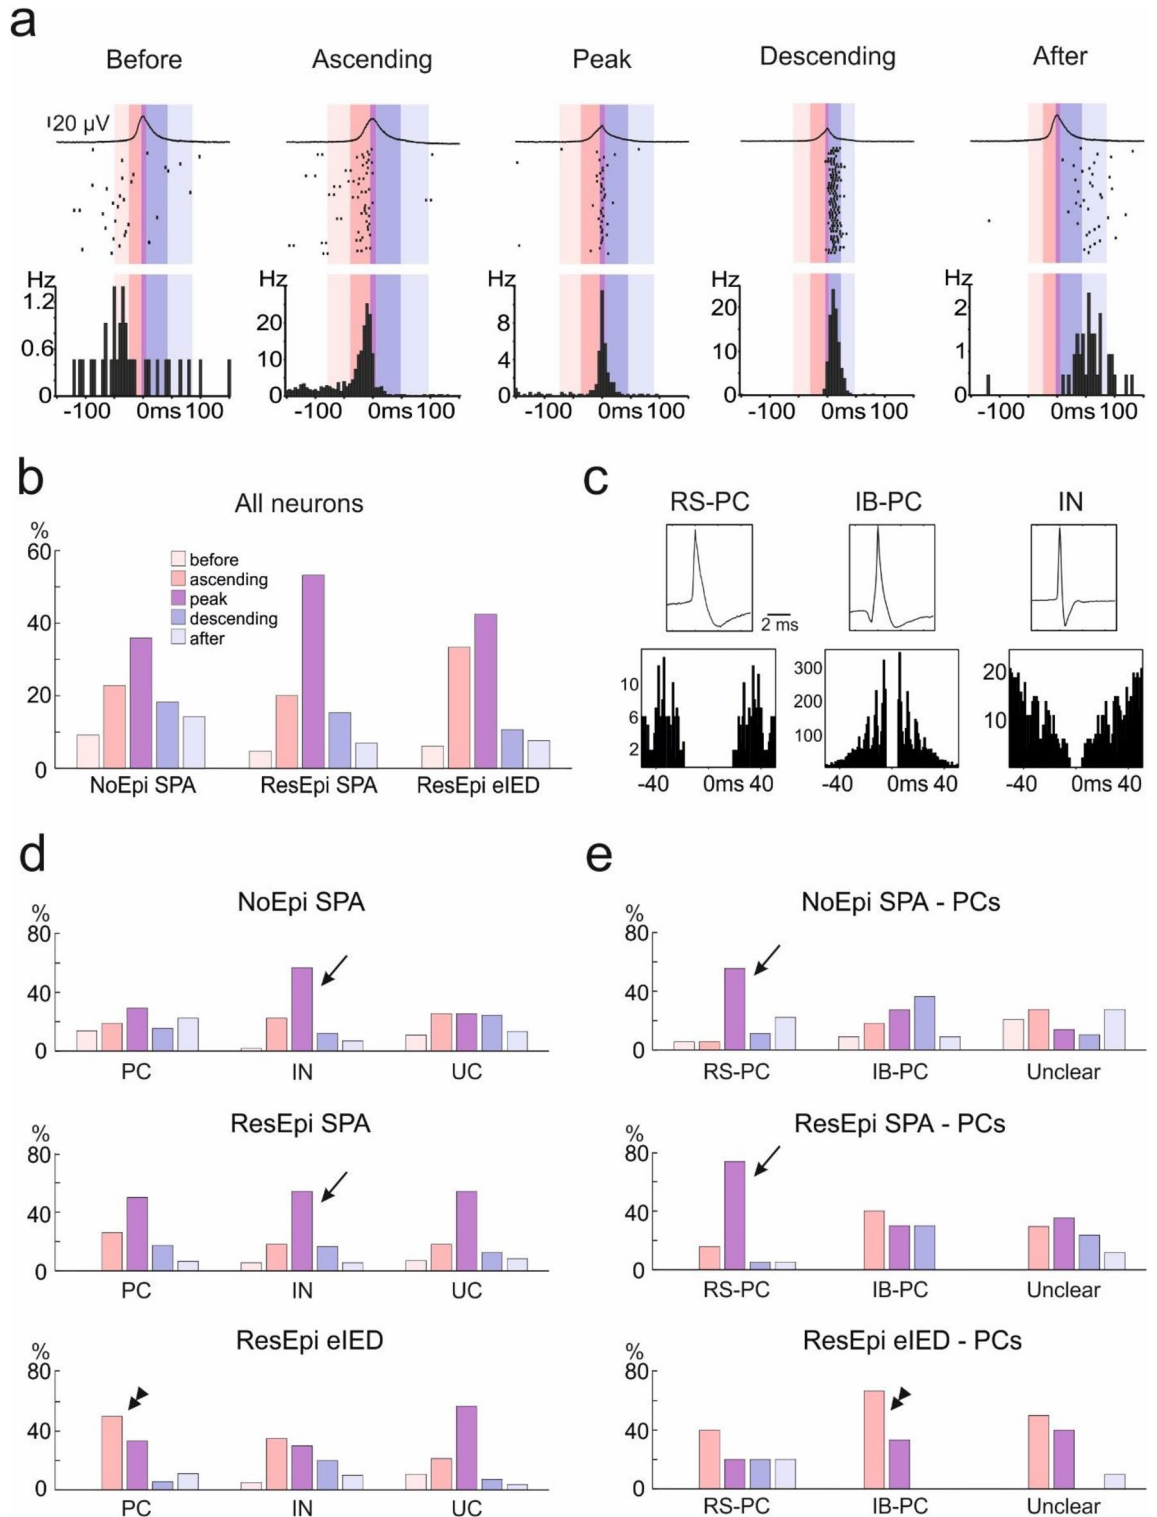 a
Before Ascending Peak Descending After
20 µV
Hz Hz Hz Hz Hz
1.2 0.6 0
20 10 0
8 4 0
20 10 0
2 1 0
-100 0ms 100 -100 0ms 100 -100 0ms 100 -100 0ms 100 -100 0ms 100
b
All neurons
%
60
40
20
0
before
ascending
peak
descending
after
NoEpi SPA ResEpi SPA ResEpi eIED
c
RS-PC IB-PC IN
2 ms
10 6 2
300 200 100
20 10
-40 0ms 40 -40 0ms 40 -40 0ms 40
d
NoEpi SPA
%
80
40
0
PC IN UC
ResEpi SPA
%
80
40
0
PC IN UC
ResEpi eIED
%
80
40
0
PC IN UC
e
NoEpi SPA - PCs
%
80
40
0
RS-PC IB-PC Unclear
ResEpi SPA - PCs
%
80
40
0
RS-PC IB-PC Unclear
ResEpi eIED - PCs
%
80
40
0
RS-PC IB-PC Unclear